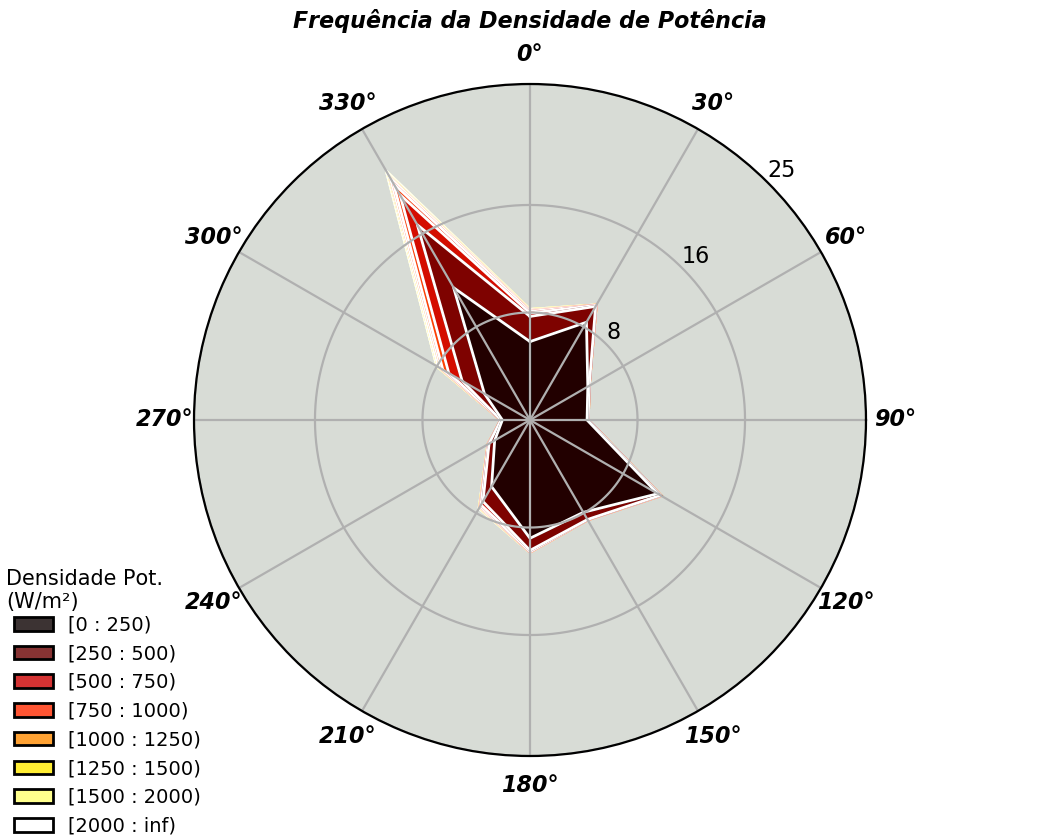 Frequência da Densidade de Potência
0°
330°
30°
25
300°
60°
16
8
270°
90°
240°
120°
210°
150°
180°
Densidade Pot.
(W/m²)
[0 : 250)
[250 : 500)
[500 : 750)
[750 : 1000)
[1000 : 1250)
[1250 : 1500)
[1500 : 2000)
[2000 : inf)